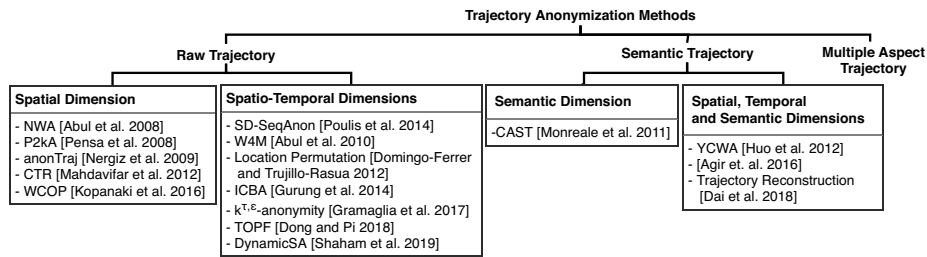 Trajectory Anonymization Methods
Raw Trajectory
Semantic Trajectory
Multiple Aspect
Trajectory
Spatial Dimension
- NWA [Abul et al. 2008]
- P2kA [Pensa et al. 2008]
- anonTraj [Nergiz et al. 2009]
- CTR [Mahdavifar et al. 2012]
- WCOP [Kopanaki et al. 2016]
Spatio-Temporal Dimensions
- SD-SeqAnon [Poulis et al. 2014]
- W4M [Abul et al. 2010]
- Location Permutation [Domingo-Ferrer
and Trujillo-Rasua 2012]
- ICBA [Gurung et al. 2014]
- kτ,ε-anonymity [Gramaglia et al. 2017]
- TOPF [Dong and Pi 2018]
- DynamicSA [Shaham et al. 2019]
Semantic Dimension
-CAST [Monreale et al. 2011]
Spatial, Temporal
and Semantic Dimensions
- YCWA [Huo et al. 2012]
- [Agir et. al. 2016]
- Trajectory Reconstruction
[Dai et al. 2018]